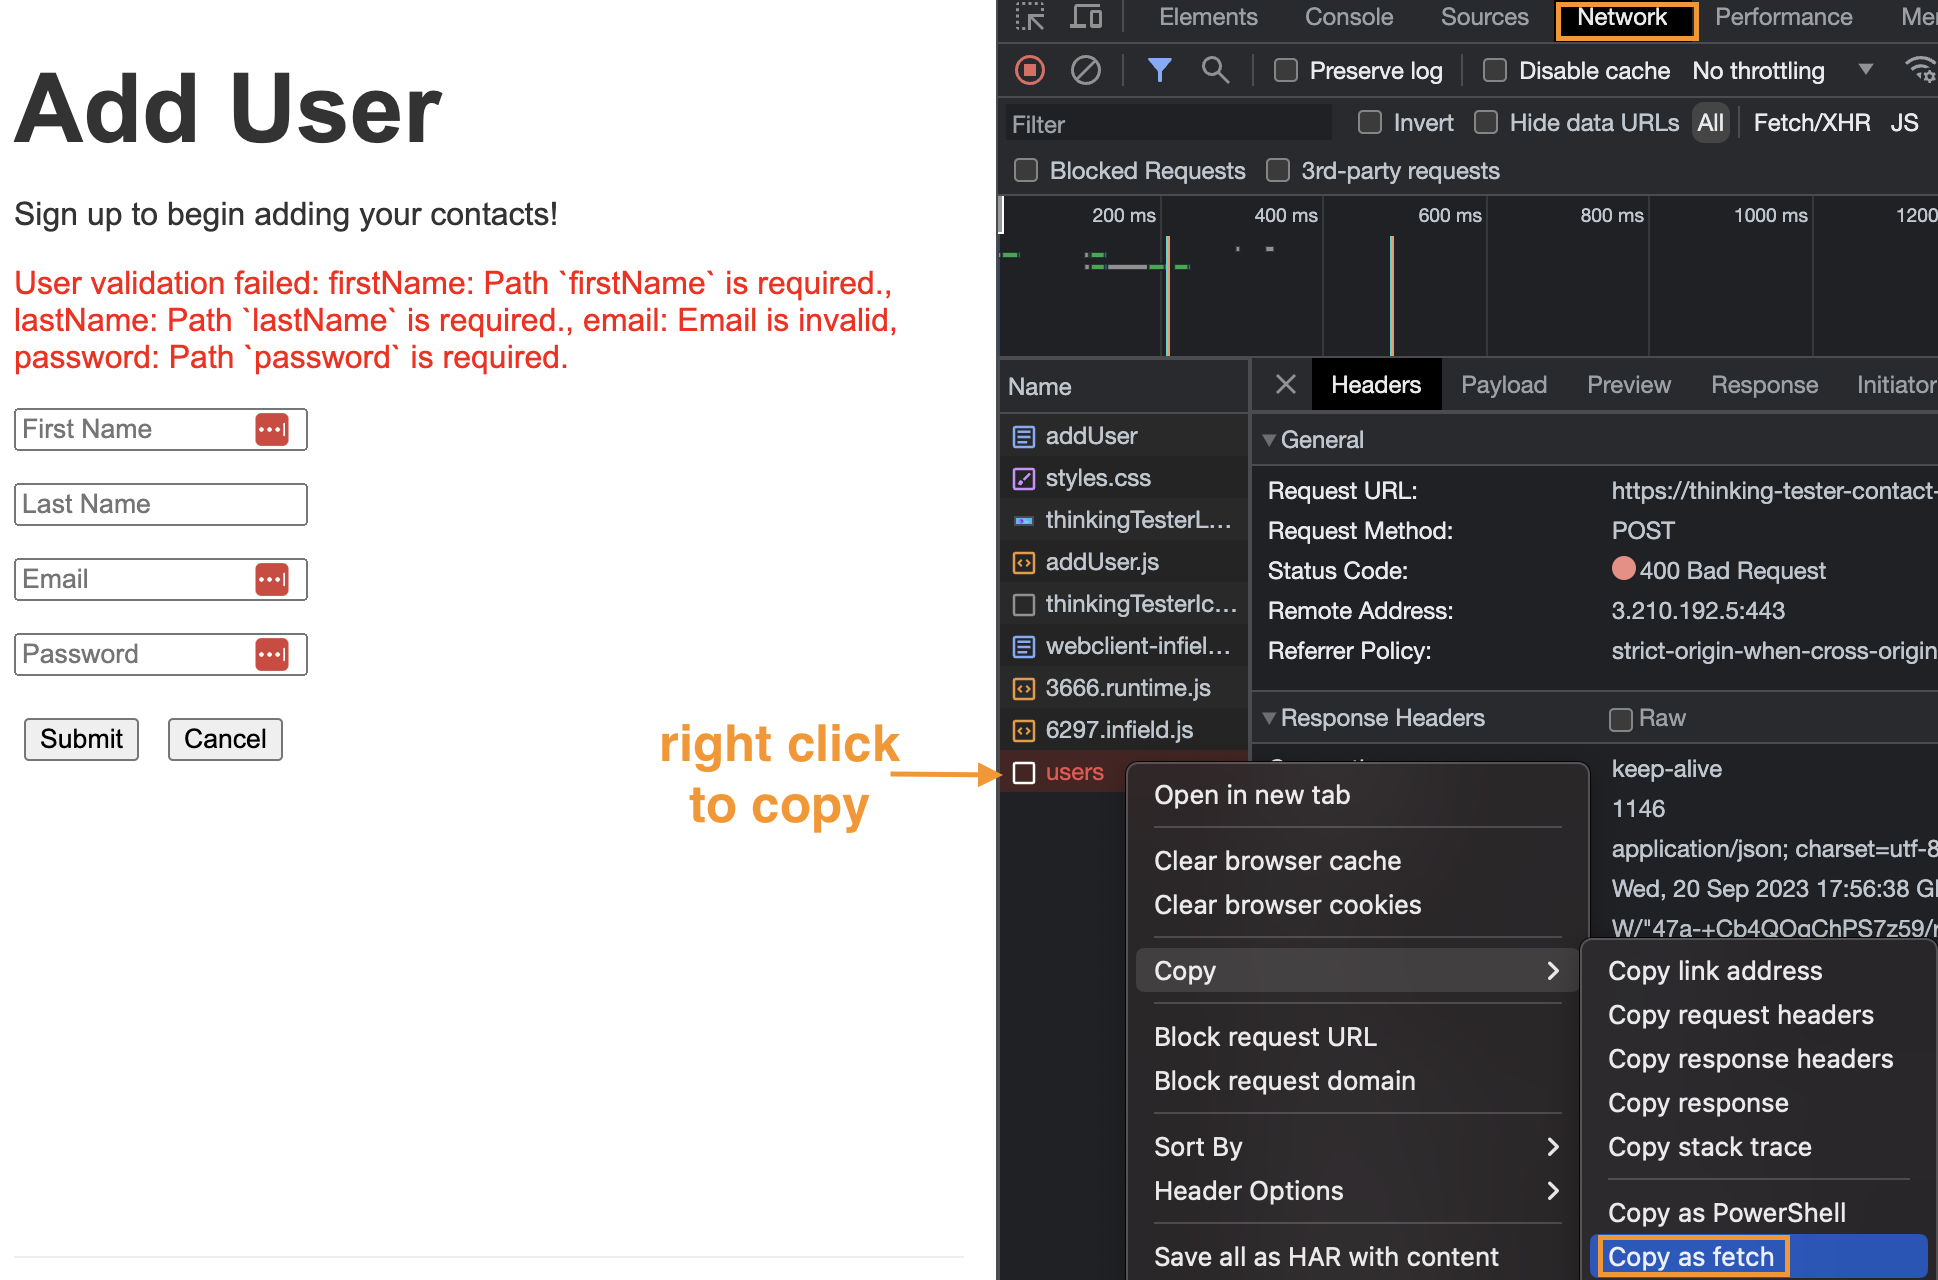 Add User
Sign up to begin adding your contacts!
User validation failed: firstName: Path `firstName` is required.,
lastName: Path `lastName` is required., email: Email is invalid,
password: Path `password` is required.
First Name
Last Name
Email
Password
Submit Cancel
right click
to copy
Elements Console Sources Network Performance
Preserve log Disable cache No throttling
Filter Invert Hide data URLs All Fetch/XHR JS
Blocked Requests 3rd-party requests
200 ms 400 ms 600 ms 800 ms 1000 ms 1200
Name
addUser
styles.css
thinkingTesterL...
addUser.js
thinkingTesterIc...
webclient-infiel...
3666.runtime.js
6297.infield.js
users
Headers Payload Preview Response Initiator
General
Request URL: https://thinking-tester-contact-
Request Method: POST
Status Code: 400 Bad Request
Remote Address: 3.210.192.5:443
Referrer Policy: strict-origin-when-cross-origin
Response Headers Raw
keep-alive
1146
application/json; charset=utf-8
Wed, 20 Sep 2023 17:56:38
Open in new tab
Clear browser cache
Clear browser cookies
Copy
Block request URL
Block request domain
Sort By
Header Options
Save all as HAR with content
Copy link address
Copy request headers
Copy response headers
Copy response
Copy stack trace
Copy as PowerShell
Copy as fetch